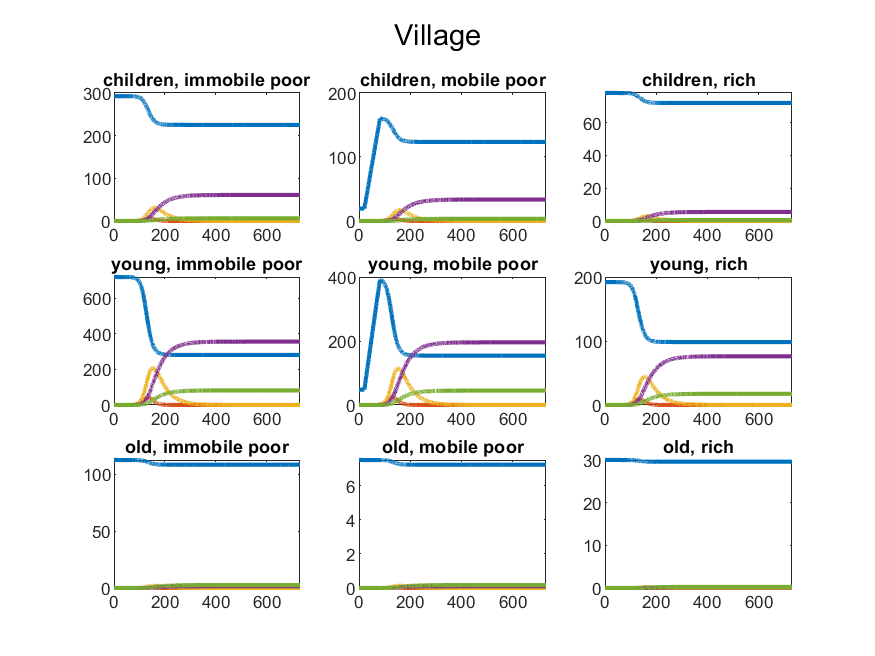 Village
children, immobile poor
children, mobile poor
children, rich
300
200
100
0
0 200 400 600
200
100
0
0 200 400 600
60
40
20
0
0 200 400 600
young, immobile poor
young, mobile poor
young, rich
600
400
200
0
0 200 400 600
400
200
0
0 200 400 600
200
100
0
0 200 400 600
old, immobile poor
old, mobile poor
old, rich
100
50
0
0 200 400 600
6
4
2
0
0 200 400 600
30
20
10
0
0 200 400 600